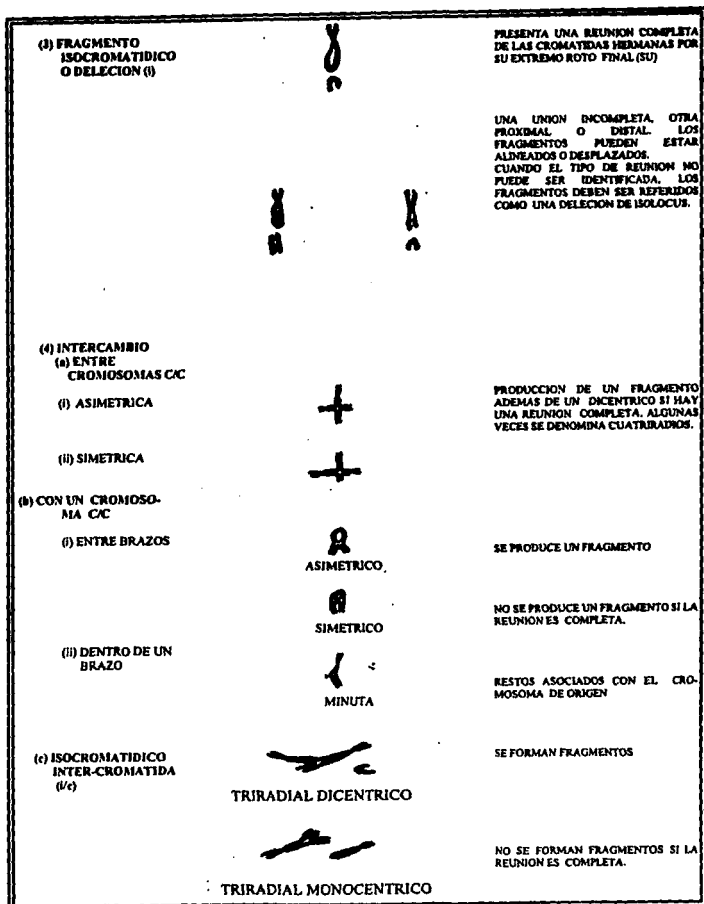 (3) FRAGMENTO
ISOCROMATIDICO
O DELECION (i)
PRESENTA UNA REUNION COMPLETA
DE LAS CROMATIDAS HERMANAS POR
SU EXTREMO ROTO FINAL (SU)
UNA UNION INCOMPLETA, OTRA
PROXIMAL O DISTAL. LOS
FRAGMENTOS PUEDEN ESTAR
ALINEADOS O DESPLAZADOS.
CUANDO EL TIPO DE REUNION NO
PUEDE SER IDENTIFICADA, LOS
FRAGMENTOS DEBEN SER REFERIDOS
COMO UNA DELECION DE ISOLOCUS.
(4) INTERCAMBIO
(a) ENTRE
CROMOSOMAS C/C
(i) ASIMETRICA
PRODUCCION DE UN FRAGMENTO
ADEMAS DE UN DICENTRICO SI HAY
UNA REUNION COMPLETA. ALGUNAS
VECES SE DENOMINA CUATRIRADIOS.
(ii) SIMETRICA
(b) CON UN CROMOSO-
MA C/C
(i) ENTRE BRAZOS
ASIMETRICO
SE PRODUCE UN FRAGMENTO
SIMETRICO
NO SE PRODUCE UN FRAGMENTO SI LA
REUNION ES COMPLETA.
(ii) DENTRO DE UN
BRAZO
MINUTA
RESTOS ASOCIADOS CON EL CRO-
MOSOMA DE ORIGEN
(c) ISOCROMATIDICO
INTER-CROMATIDA
(i/c)
TRIRADIAL DICENTRICO
SE FORMAN FRAGMENTOS
TRIRADIAL MONOCENTRICO
NO SE FORMAN FRAGMENTOS SI LA
REUNION ES COMPLETA.